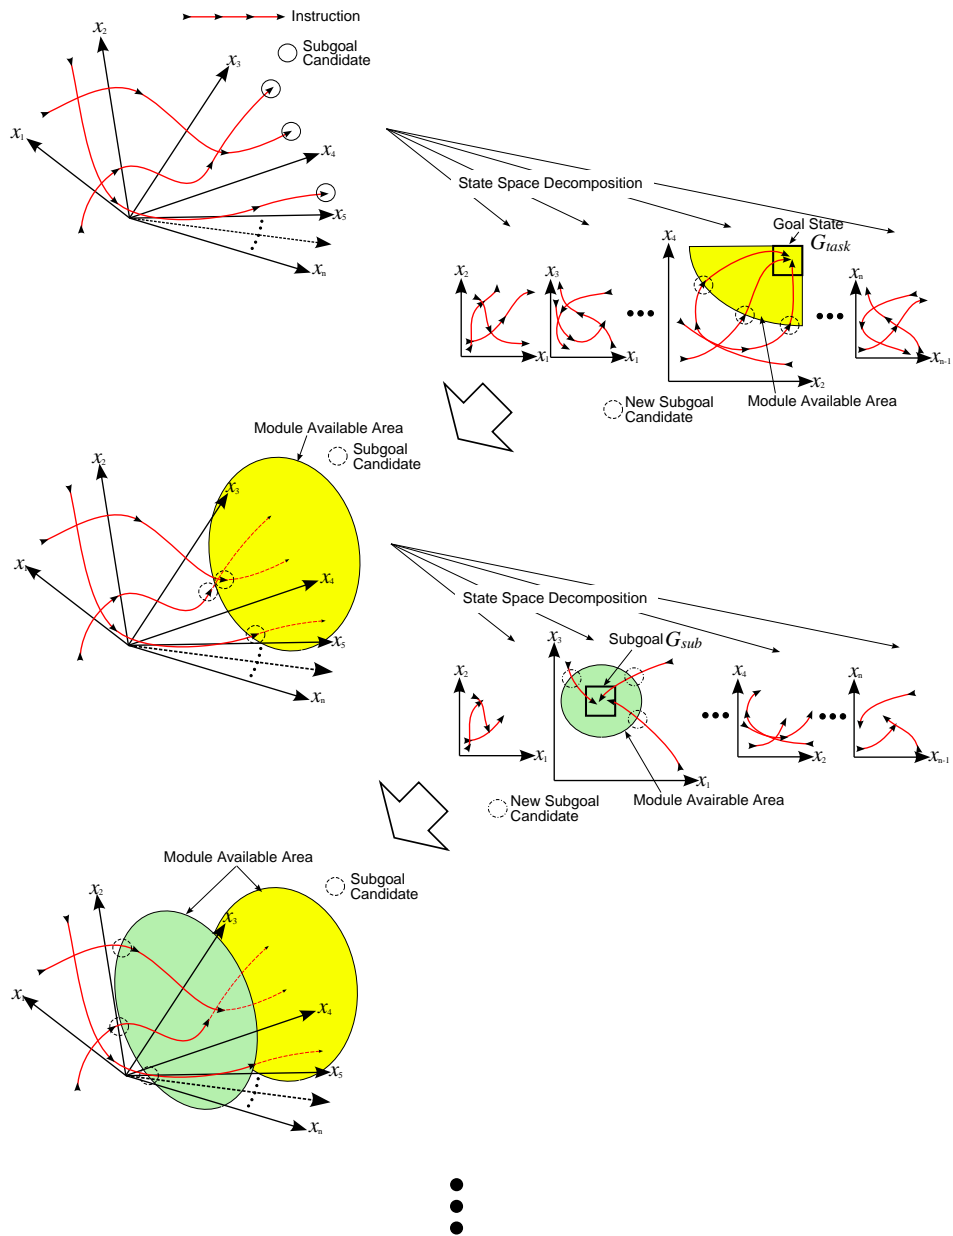 Instruction
Subgoal
Candidate
x2
x3
x1
x4
x5
xn
State Space Decomposition
Goal State
Gtask
x4
x2
x3
xn
x1
x1
xn-1
x2
Module Available Area
New Subgoal
Candidate
Module Available Area
Subgoal
Candidate
x2
x3
x1
x4
x5
xn
State Space Decomposition
x3
Subgoal Gsub
x2
x4
xn
x1
x2
xn-1
x1
Module Avairable Area
New Subgoal
Candidate
Module Available Area
Subgoal
Candidate
x2
x3
x1
x4
x5
xn